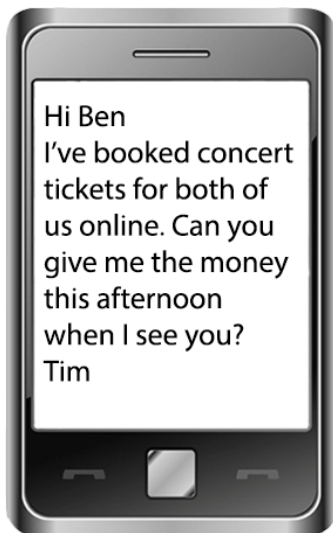 Hi Ben
I've booked concert
tickets for both of
us online. Can you
give me the money
this afternoon
when I see you?
Tim